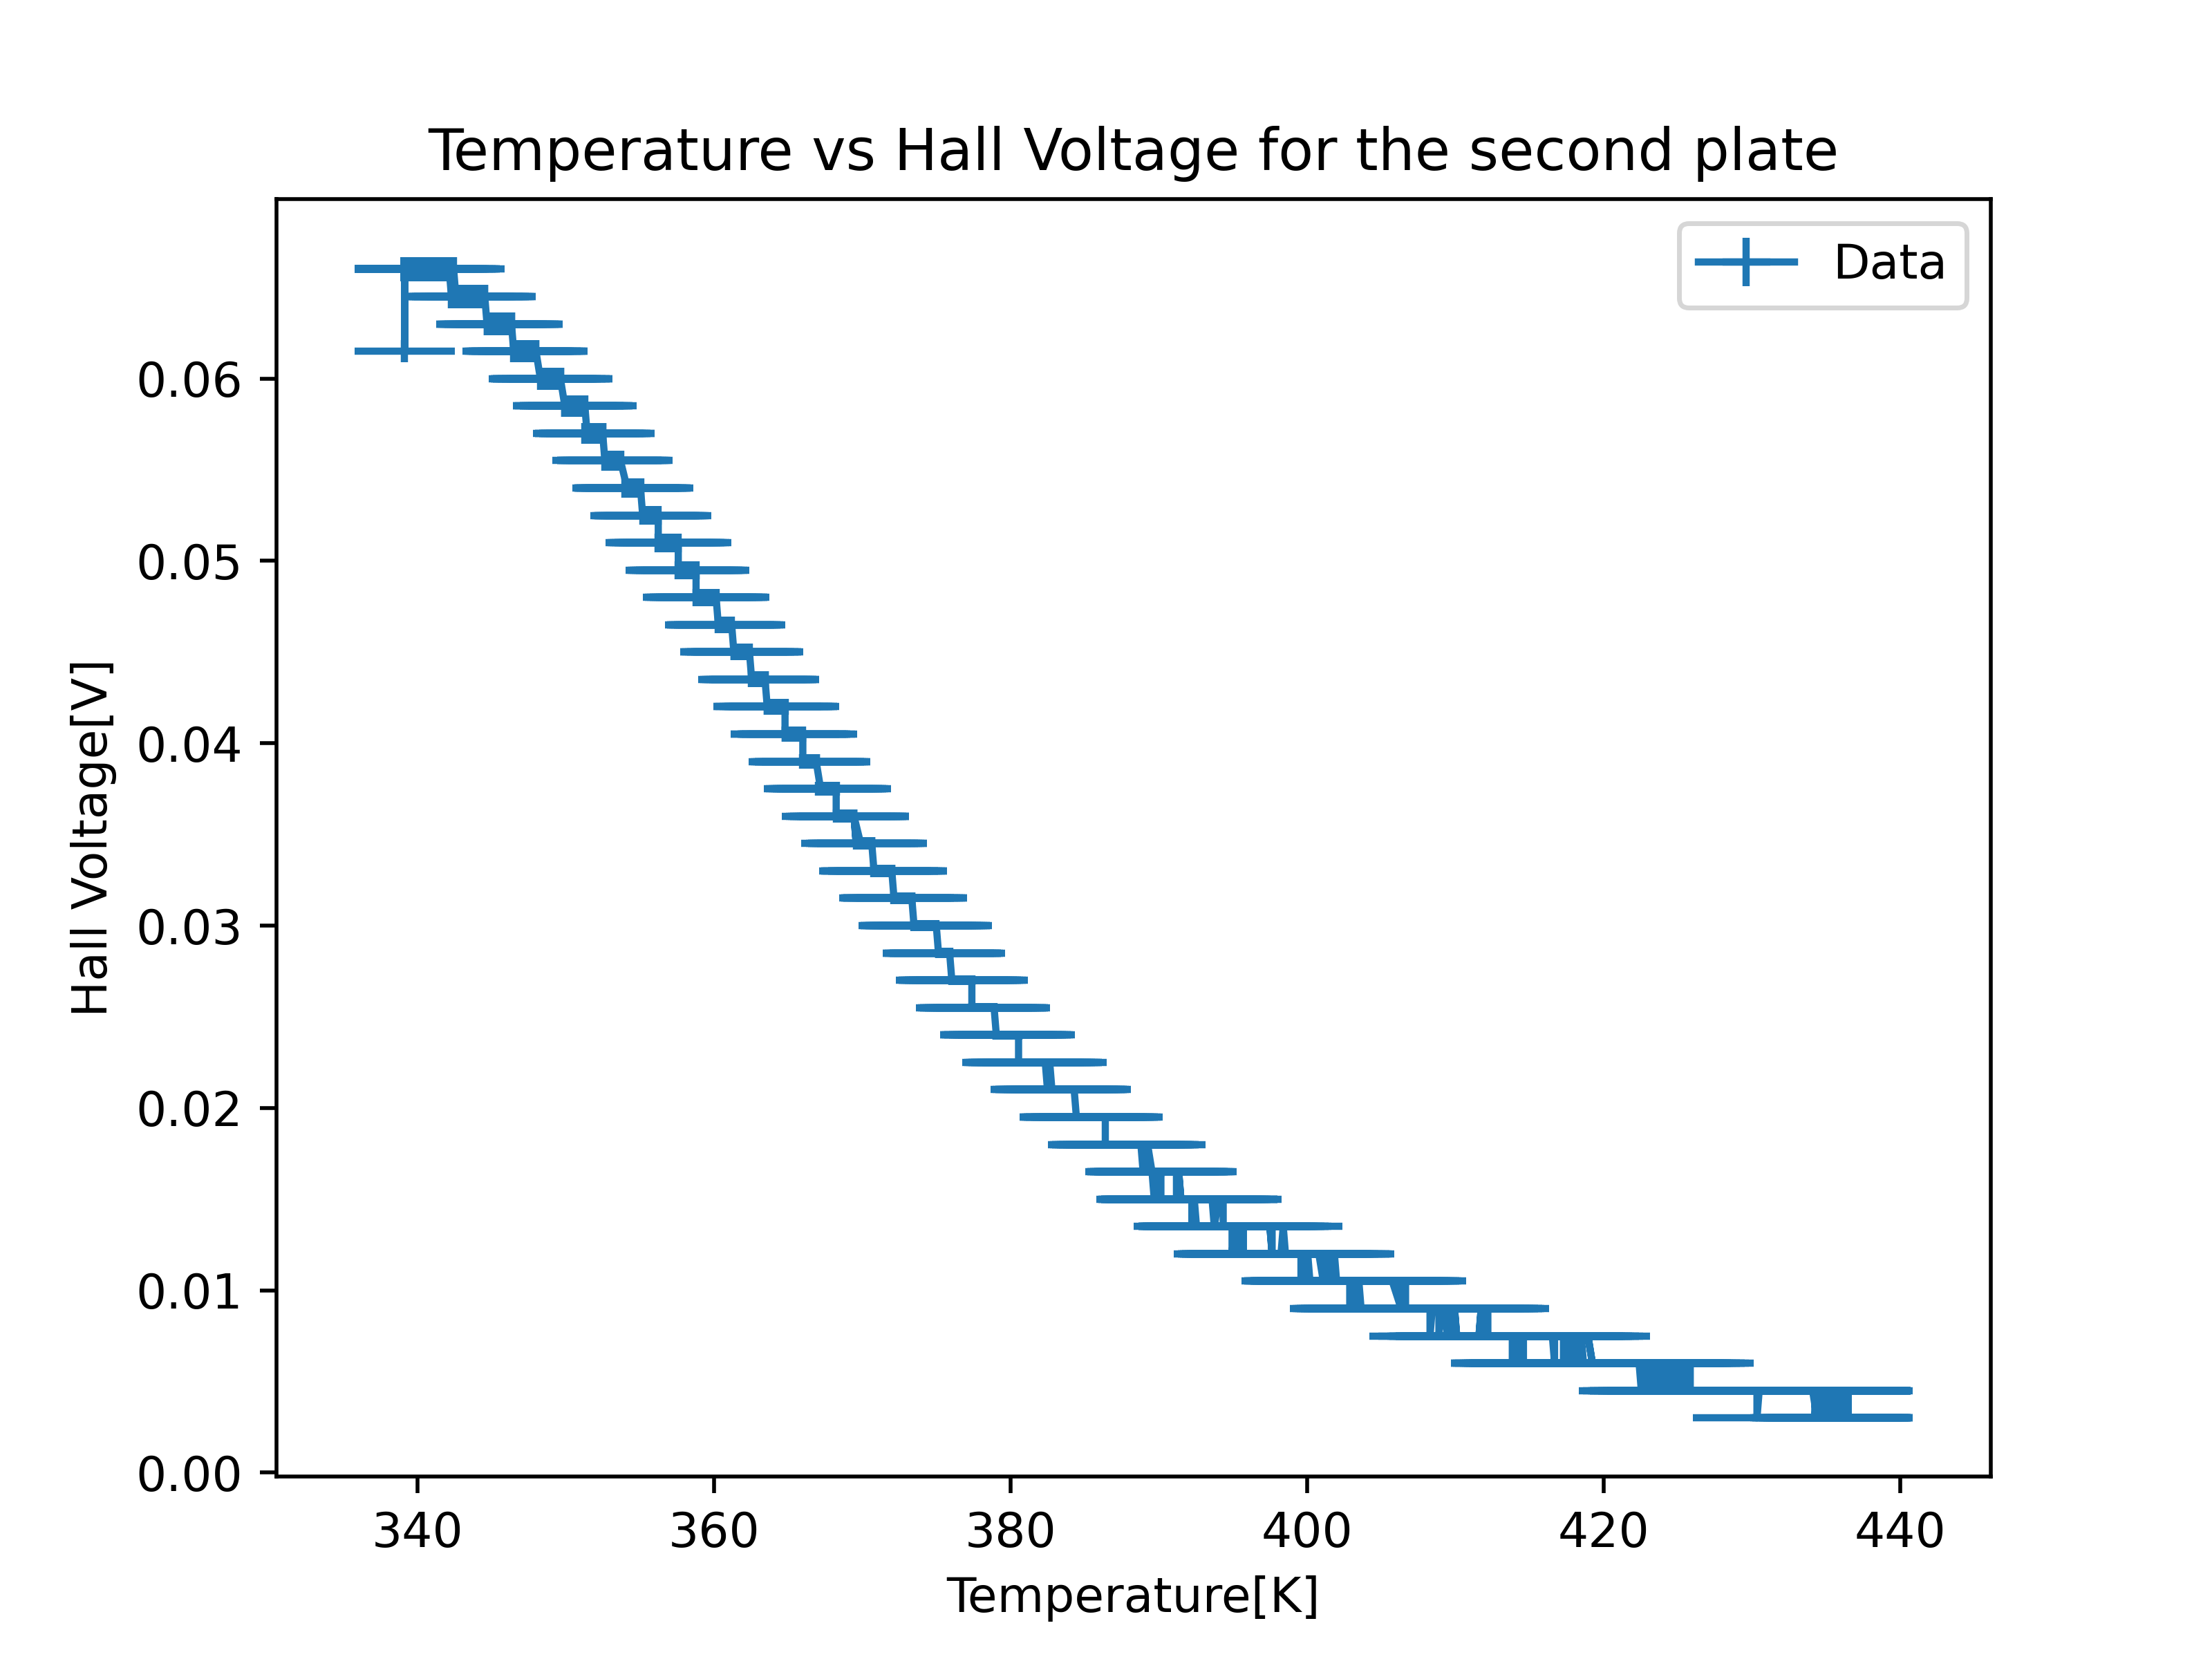 Temperature vs Hall Voltage for the second plate
Data
Hall Voltage[V]
0.06
0.05
0.04
0.03
0.02
0.01
0.00
340 360 380 400 420 440
Temperature[K]